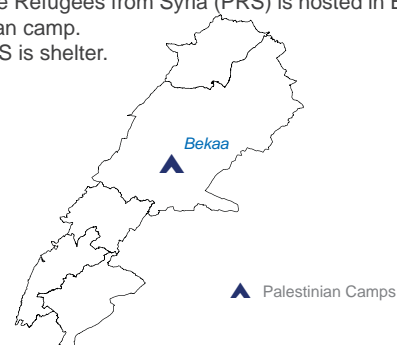 e Refugees from Syria (PRS) is hosted in
an camp.
S is shelter.
Bekaa
Palestinian Camps